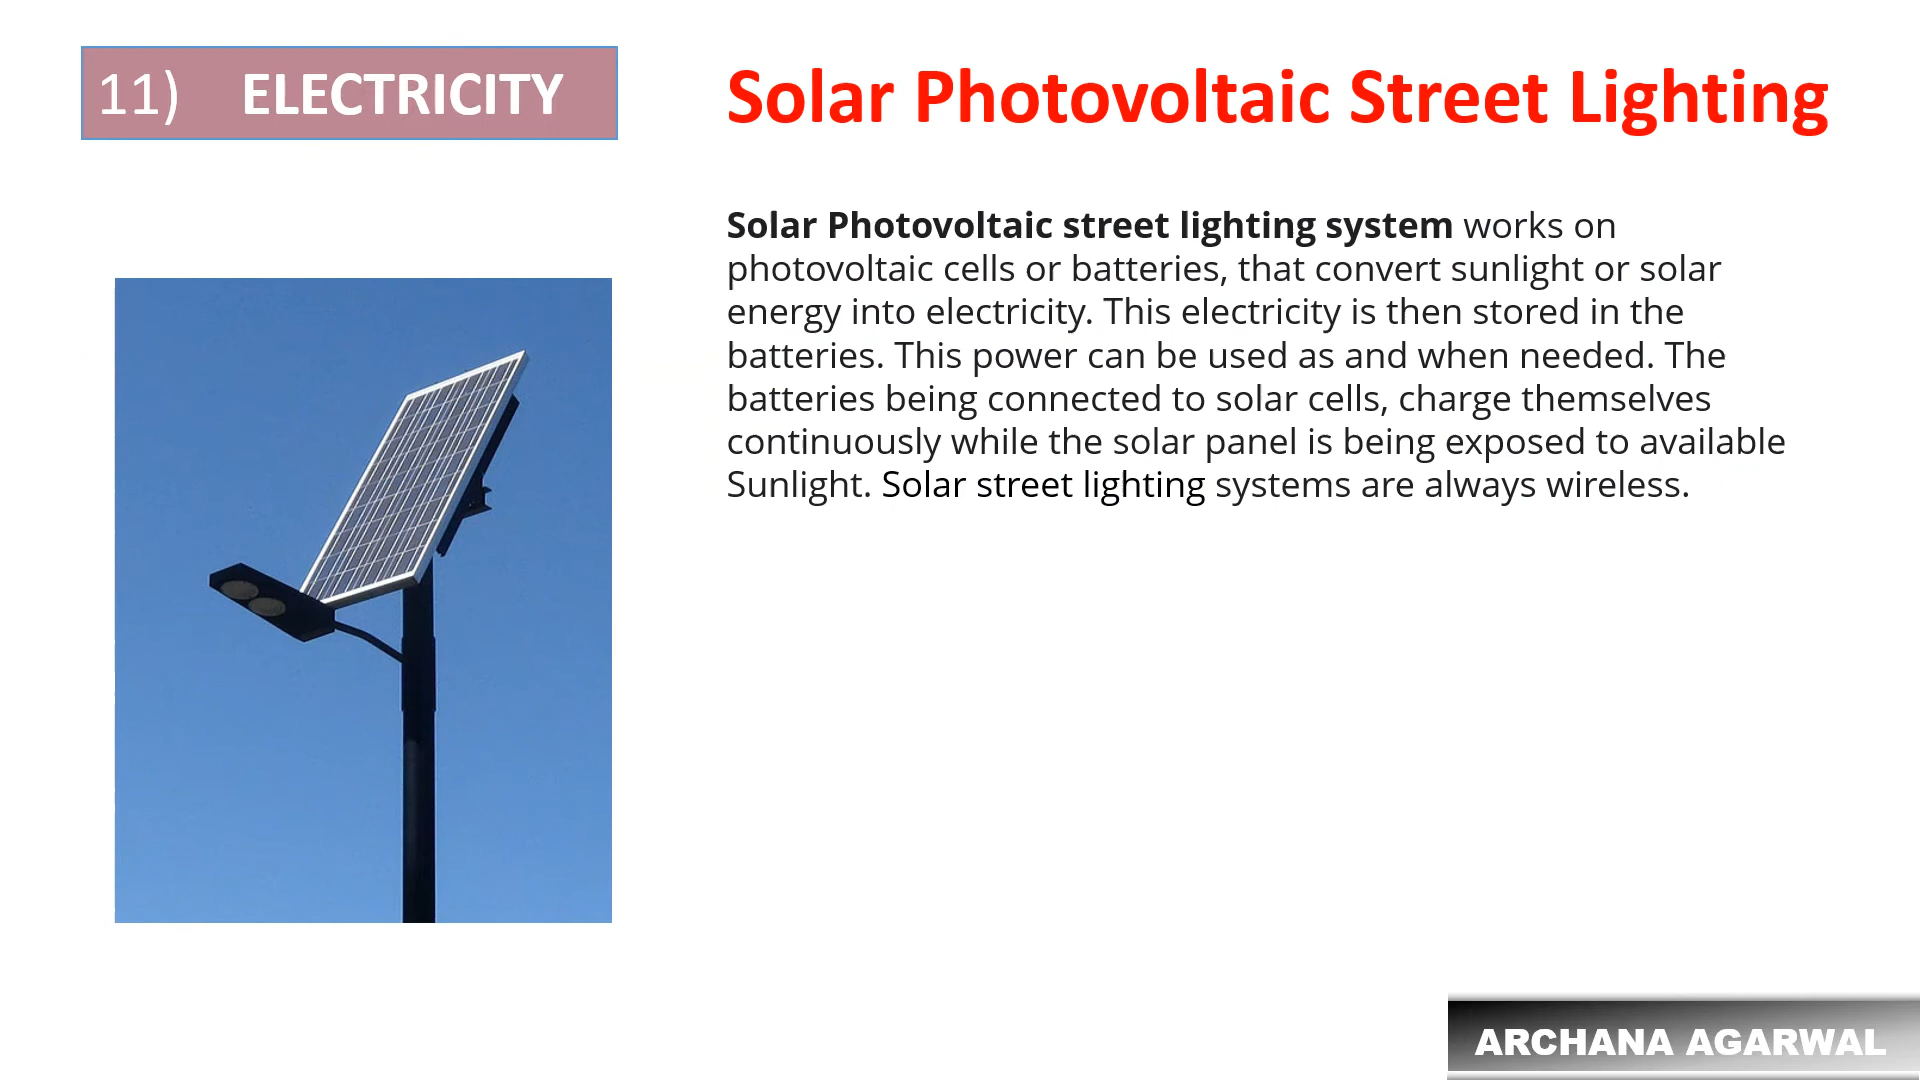 11) ELECTRICITY
Solar Photovoltaic Street Lighting
Solar Photovoltaic street lighting system works on
photovoltaic cells or batteries, that convert sunlight or solar
energy into electricity. This electricity is then stored in the
batteries. This power can be used as and when needed. The
batteries being connected to solar cells, charge themselves
continuously while the solar panel is being exposed to available
Sunlight. Solar street lighting systems are always wireless.
ARCHANA AGARWAL